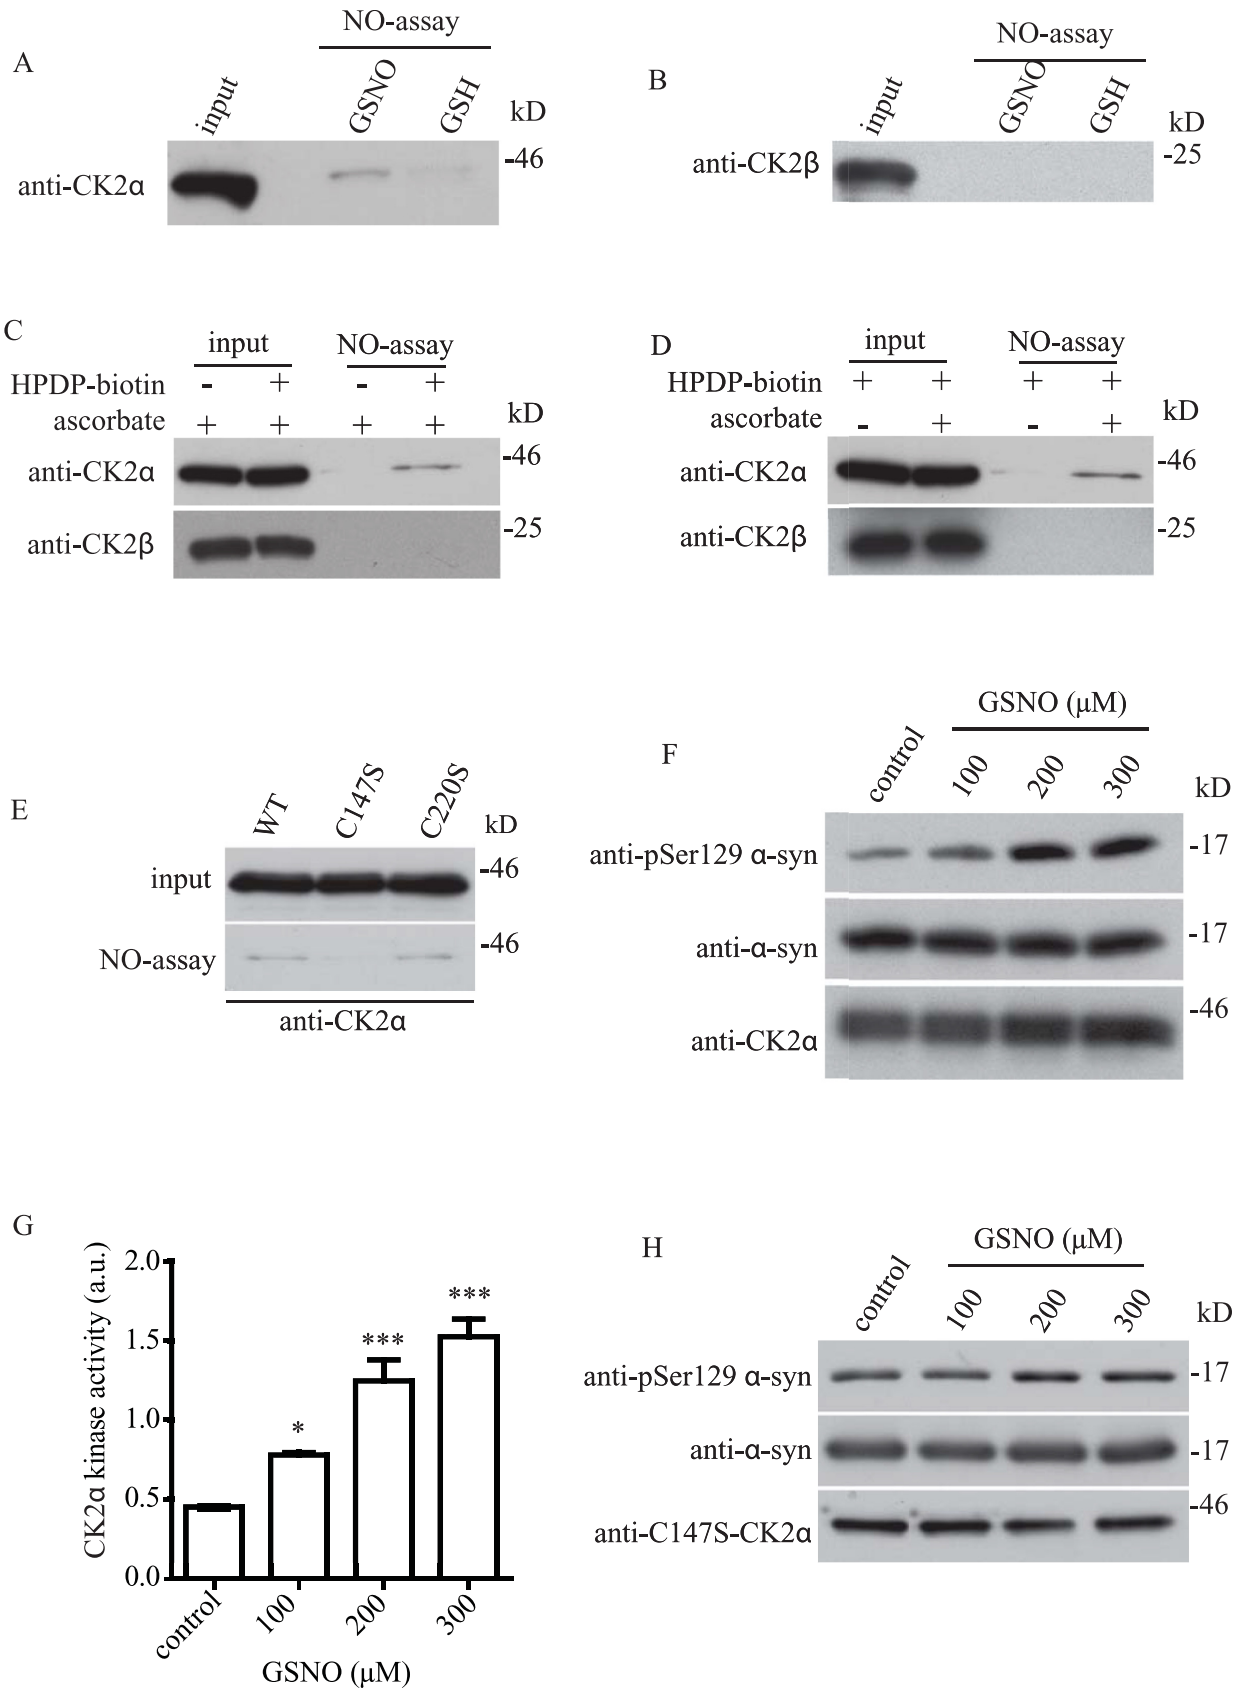 A
NO-assay
input GSNO GSH kD
-46
anti-CK2α
B
NO-assay
input GSNO GSH kD
-25
anti-CK2β
C
input NO-assay
HPDP-biotin - + - +
ascorbate + + + + kD
anti-CK2α -46
anti-CK2β -25
D
input NO-assay
HPDP-biotin + + + +
ascorbate - + - + kD
anti-CK2α -46
anti-CK2β -25
E
WT C147S C220S kD
input -46
NO-assay -46
anti-CK2α
F
GSNO (μM)
control 100 200 300 kD
anti-pSer129 α-syn -17
anti-α-syn -17
anti-CK2α -46
G
CK2α kinase activity (a.u.)
2.0
1.5
1.0
0.5
0.0
* *** ***
control 100 200 300
GSNO (μM)
H
GSNO (μM)
control 100 200 300 kD
anti-pSer129 α-syn -17
anti-α-syn -17
anti-C147S-CK2α -46